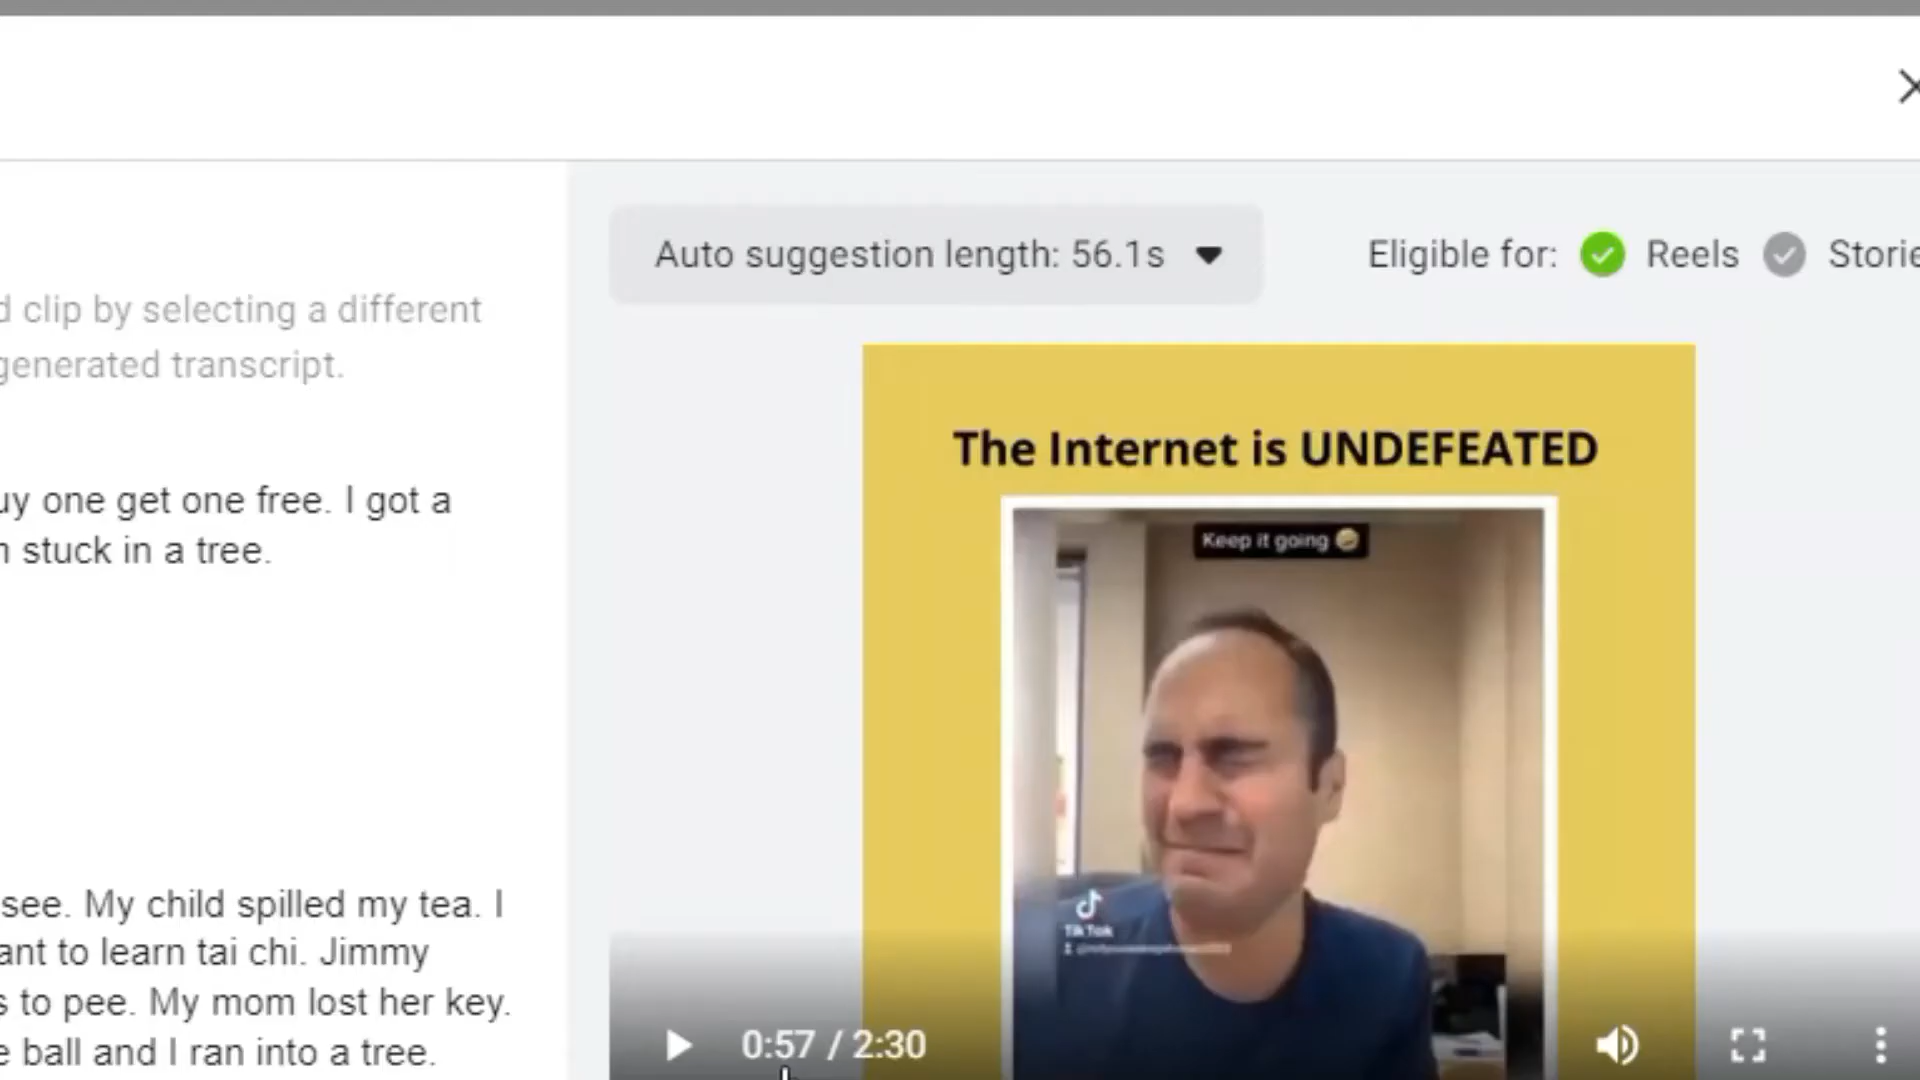 Auto suggestion length: 56.1s
Eligible for: Reels Storie
d clip by selecting a different
generated transcript.
The Internet is UNDEFEATED
uy one get one free. I got a
n stuck in a tree.
Keep it going
see. My child spilled my tea. I
ant to learn tai chi. Jimmy
s to pee. My mom lost her key.
e ball and I ran into a tree.
TikTok
0:57 / 2:30